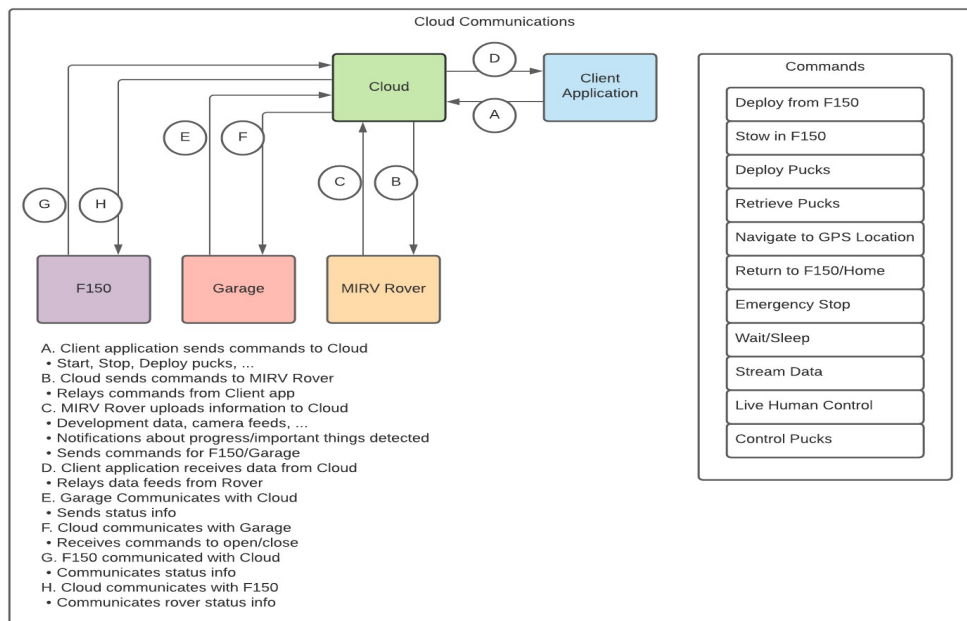 Cloud Communications
D
Cloud
Client
Application
A
E
F
C
B
G
H
F150
Garage
MIRV Rover
A. Client application sends commands to Cloud
• Start, Stop, Deploy pucks, ...
B. Cloud sends commands to MIRV Rover
• Relays commands from Client app
C. MIRV Rover uploads information to Cloud
• Development data, camera feeds, ...
• Notifications about progress/important things detected
• Sends commands for F150/Garage
D. Client application receives data from Cloud
• Relays data feeds from Rover
E. Garage Communicates with Cloud
• Sends status info
F. Cloud communicates with Garage
• Receives commands to open/close
G. F150 communicated with Cloud
• Communicates status info
H. Cloud communicates with F150
• Communicates rover status info
Commands
Deploy from F150
Stow in F150
Deploy Pucks
Retrieve Pucks
Navigate to GPS Location
Return to F150/Home
Emergency Stop
Wait/Sleep
Stream Data
Live Human Control
Control Pucks